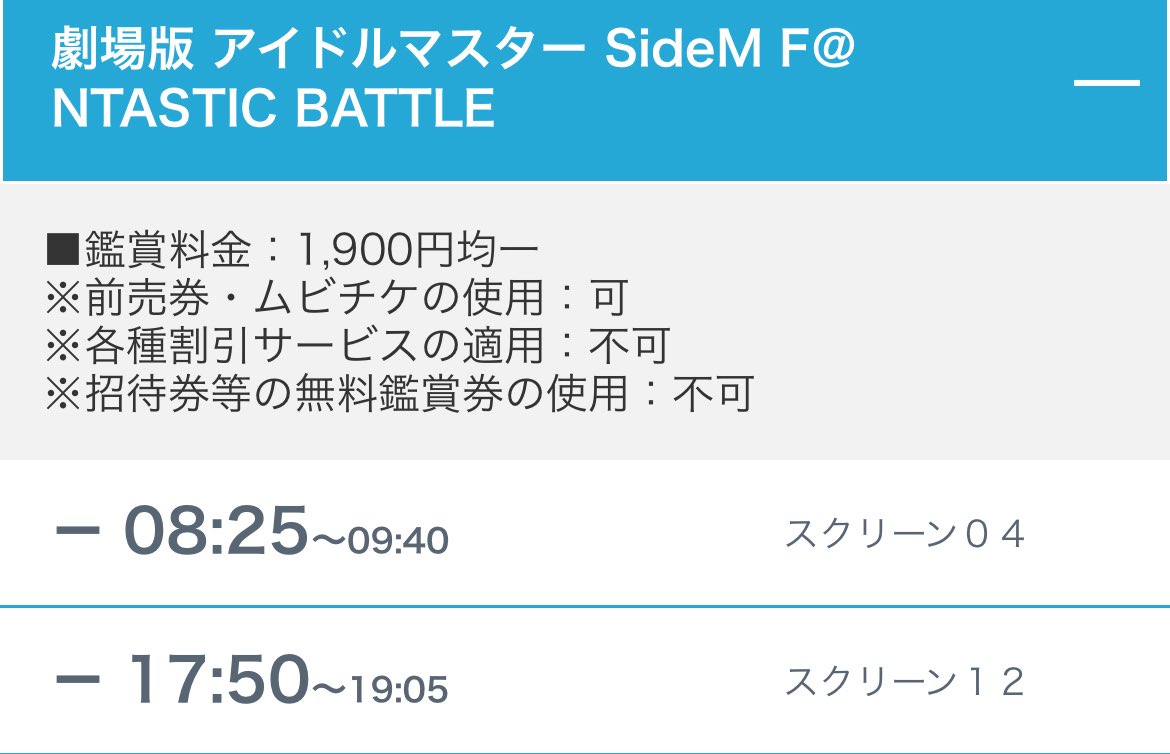 劇場版 アイドルマスター SideM F@
NTASTIC BATTLE
■鑑賞料金：1,900円均一
※前売券・ムビチケの使用：可
※各種割引サービスの適用：不可
※招待券等の無料鑑賞券の使用：不可
08:25～09:40 スクリーン０４
17:50～19:05 スクリーン１２